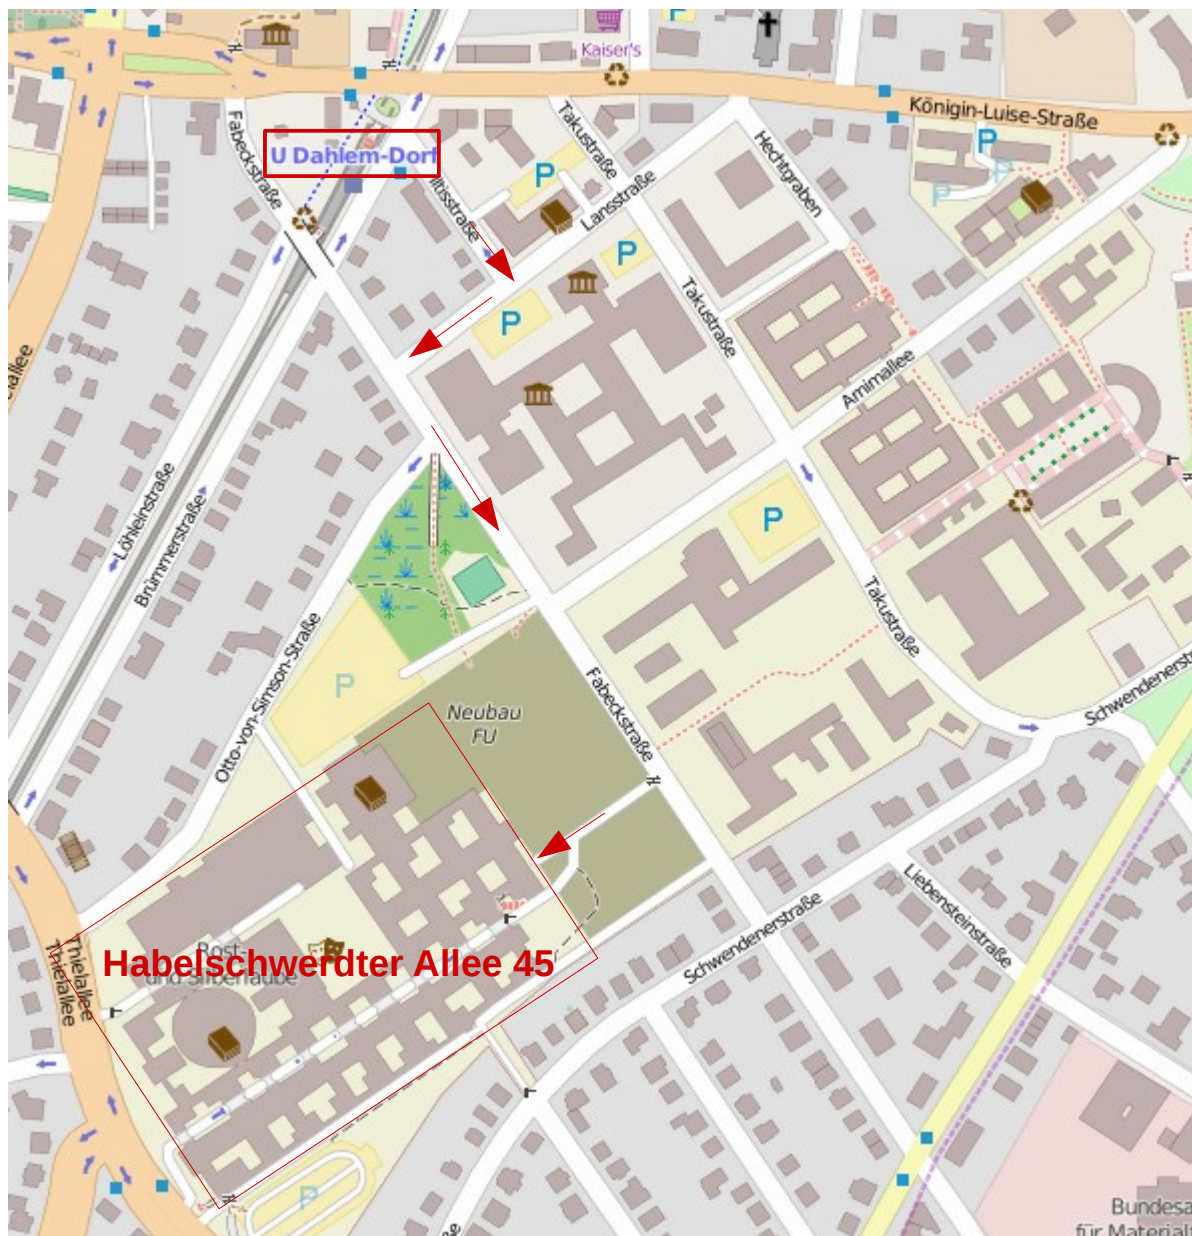 Kaiser's
Königin-Luise-Straße
Takustraße
Fabeckstraße
U Dahlem-Dorf
Hechtgraben
P
P
P
Lansstraße
P
P
Takustraße
P
Arnimallee
P
Löhleinstraße
Brümmerstraße
Takustraße
Otto-von-Simson-Straße
P
Fabeckstraße
Neubau
FU
Schwendenerstr
Liebensteinstraße
Schwendenerstraße
Habelschwerdter Allee 45
Rost-
und Silberlaube
Thielallee
Thielallee
P
Bundesa
für Material